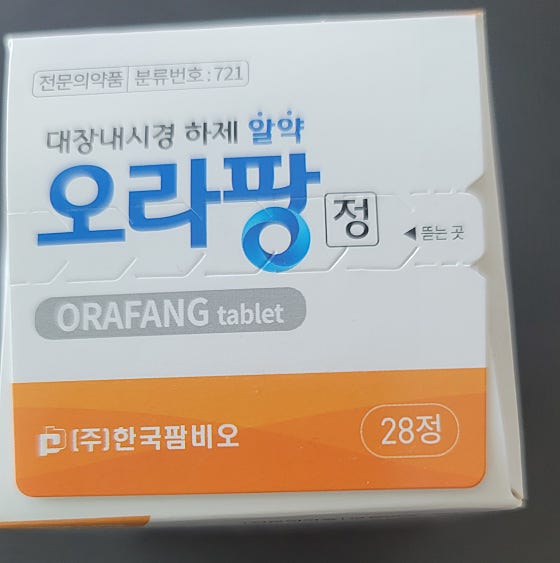 전문의약품 분류번호:721
대장내시경 하제 알약
오라팡 정
◀뜯는 곳
ORAFANG tablet
(주)한국팜비오
28정